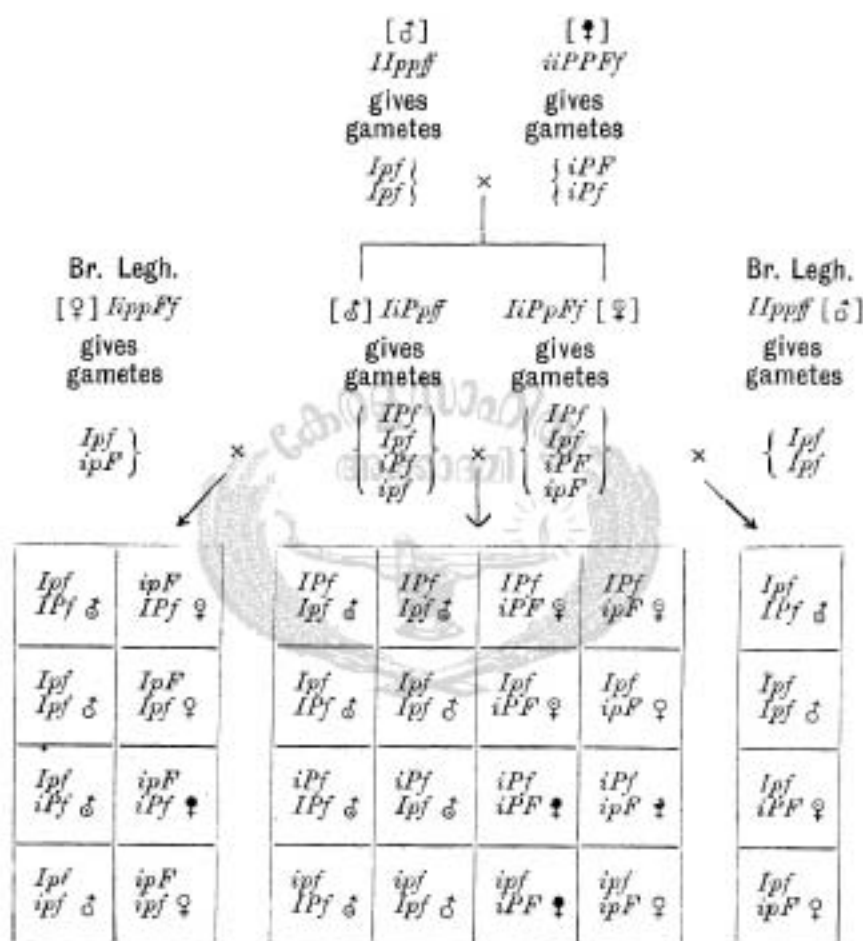 [♂] [♀]
IIppff iiPPFf
gives gives
gametes gametes
Ipf } { iPF
Ipf } × { iPf
Br. Legh. Br. Legh.
[♀] IippFf [♂] IiPpff IiPpFf [♀] IIppff [♂]
gives gives gives gives
gametes gametes gametes gametes
IPf IPf
Ipf Ipf Ipf Ipf
ipF } × { iPf } × { iPF } × { Ipf
ipf ipF
Ipf ipF IPf IPf IPf IPf Ipf
IPf ♂ IPf ♀ Ipf ♂ Ipf ♂ iPF ♀ ipF ♀ IPf ♂
Ipf IpF Ipf Ipf Ipf Ipf Ipf
Ipf ♂ Ipf ♀ IPf ♂ Ipf ♂ iPF ♀ ipF ♀ Ipf ♂
Ipf ipF iPf iPf iPf iPf Ipf
iPf ♂ iPf ♀ IPf ♂ Ipf ♂ iPF ♀ ipF ♀ iPF ♀
Ipf ipF ipf ipf ipf ipf Ipf
ipf ♂ ipf ♀ IPf ♂ Ipf ♂ iPF ♀ ipF ♀ ipF ♀